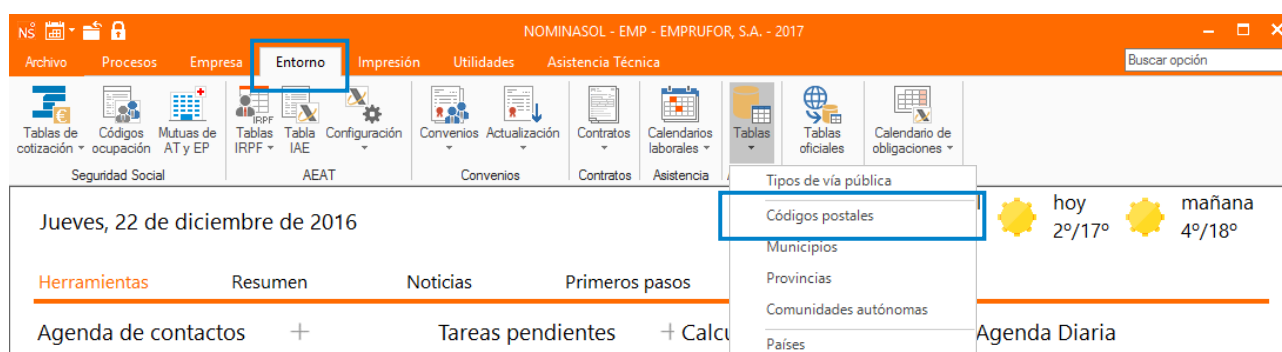 NS NOMINASOL - EMP - EMPRUFOR, S.A. - 2017
Archivo Procesos Empresa Entorno Impresión Utilidades Asistencia Técnica Buscar opción
IRPF
Tablas de cotización Códigos ocupación Mutuas de AT y EP Tablas IRPF Tabla IAE Configuración Convenios Actualización Contratos Calendarios laborales Tablas Tablas oficiales Calendario de obligaciones
Seguridad Social AEAT Convenios Contratos Asistencia
Tipos de vía pública
Códigos postales
Municipios
Provincias
Comunidades autónomas
Países
Jueves, 22 de diciembre de 2016
hoy mañana
2º/17º 4º/18º
Herramientas Resumen Noticias Primeros pasos
Agenda de contactos + Tareas pendientes + Agenda Diaria